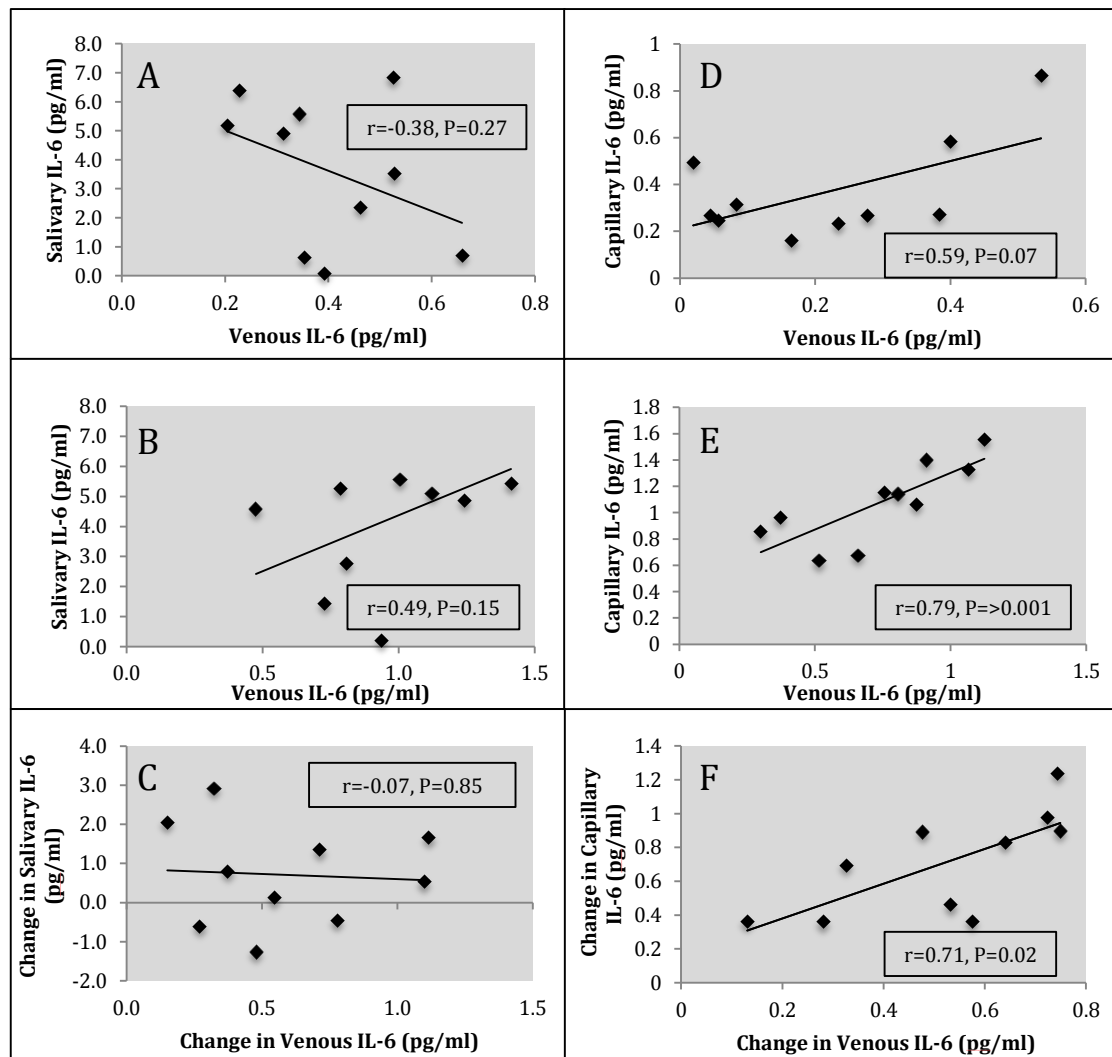 A
Salivary IL-6 (pg/ml)
8.0
7.0
6.0
5.0
4.0
3.0
2.0
1.0
0.0
r=-0.38, P=0.27
0.0 0.2 0.4 0.6 0.8
Venous IL-6 (pg/ml)
D
Capillary IL-6 (pg/ml)
1
0.8
0.6
0.4
0.2
0
r=0.59, P=0.07
0 0.2 0.4 0.6
Venous IL-6 (pg/ml)
B
Salivary IL-6 (pg/ml)
8.0
7.0
6.0
5.0
4.0
3.0
2.0
1.0
0.0
r=0.49, P=0.15
0.0 0.5 1.0 1.5
Venous IL-6 (pg/ml)
E
Capillary IL-6 (pg/ml)
1.8
1.6
1.4
1.2
1
0.8
0.6
0.4
0.2
0
r=0.79, P=>0.001
0 0.5 1 1.5
Venous IL-6 (pg/ml)
C
Change in Salivary IL-6
(pg/ml)
4.0
3.0
2.0
1.0
0.0
-1.0
-2.0
r=-0.07, P=0.85
0.0 0.5 1.0 1.5
Change in Venous IL-6 (pg/ml)
F
Change in Capillary
IL-6 (pg/ml)
1.4
1.2
1
0.8
0.6
0.4
0.2
0
r=0.71, P=0.02
0 0.2 0.4 0.6 0.8
Change in Venous IL-6 (pg/ml)